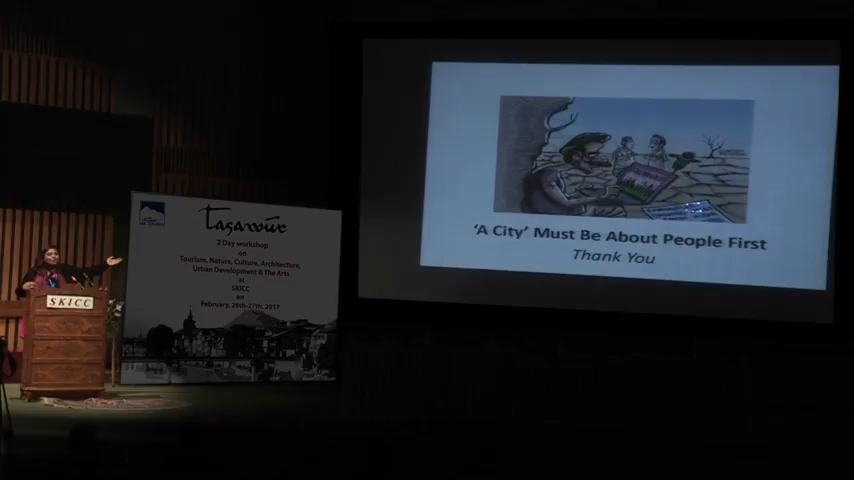 Tasawur
2 Day workshop
on
Tourism, Nature, Culture, Architecture,
Urban Development & The Arts
at
SKICC
on
February, 26th-27th, 2017
SKICC
'A City' Must Be About People First
Thank You